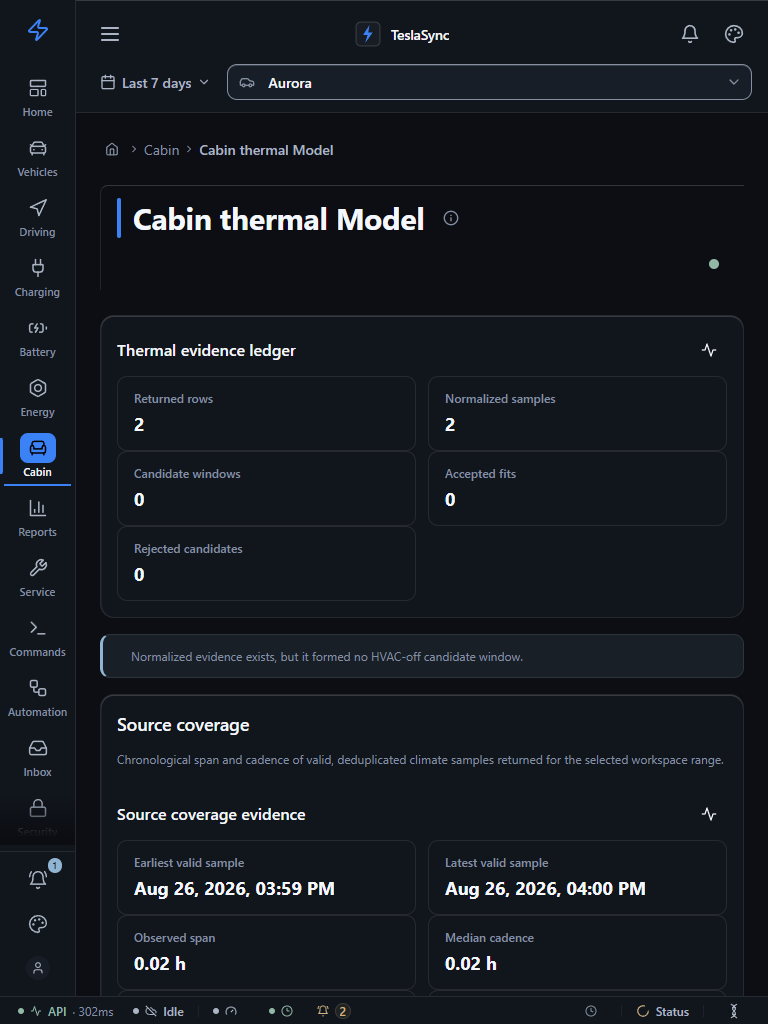 TeslaSync
Last 7 days
Aurora
Home
Vehicles
Driving
Charging
Battery
Energy
Cabin
Reports
Service
Commands
Automation
Inbox
Security
1
Cabin
Cabin thermal Model
Cabin thermal Model
Thermal evidence ledger
Returned rows
2
Normalized samples
2
Candidate windows
0
Accepted fits
0
Rejected candidates
0
Normalized evidence exists, but it formed no HVAC-off candidate window.
Source coverage
Chronological span and cadence of valid, deduplicated climate samples returned for the selected workspace range.
Source coverage evidence
Earliest valid sample
Aug 26, 2026, 03:59 PM
Latest valid sample
Aug 26, 2026, 04:00 PM
Observed span
0.02 h
Median cadence
0.02 h
API · 302ms
Idle
2
Status